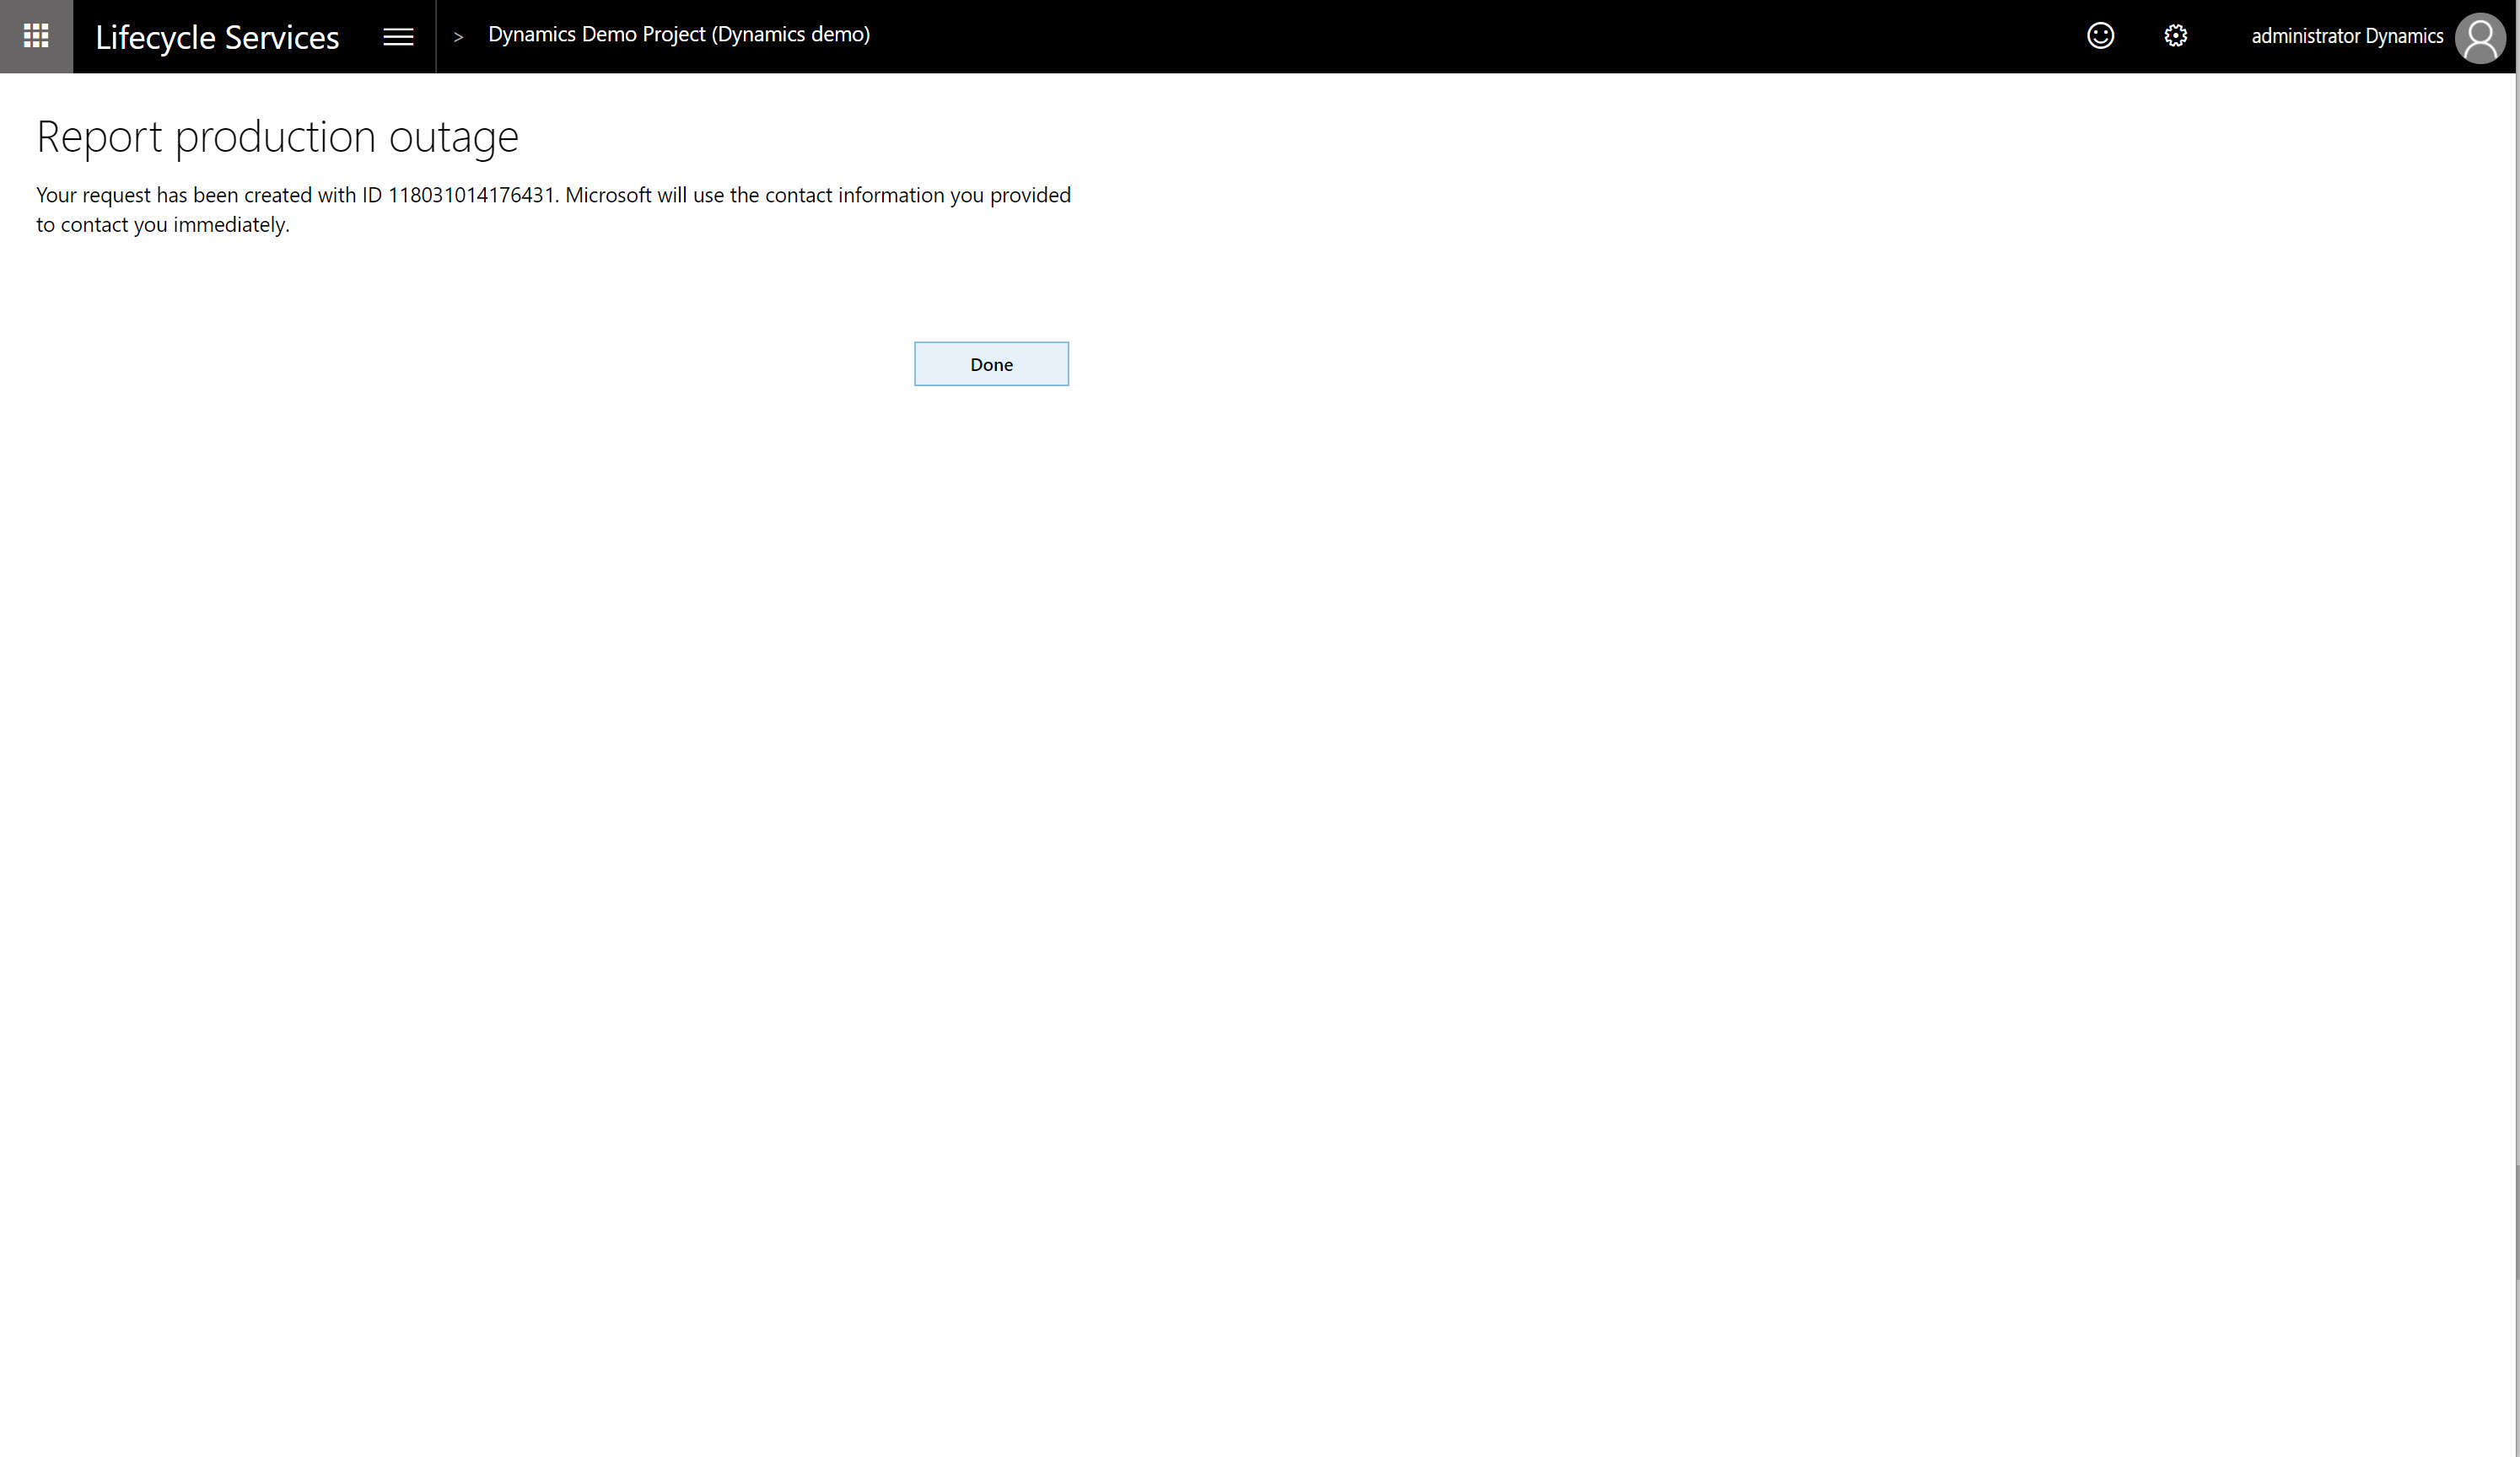 Lifecycle Services > Dynamics Demo Project (Dynamics demo) administrator Dynamics
Report production outage
Your request has been created with ID 118031014176431. Microsoft will use the contact information you provided
to contact you immediately.
Done